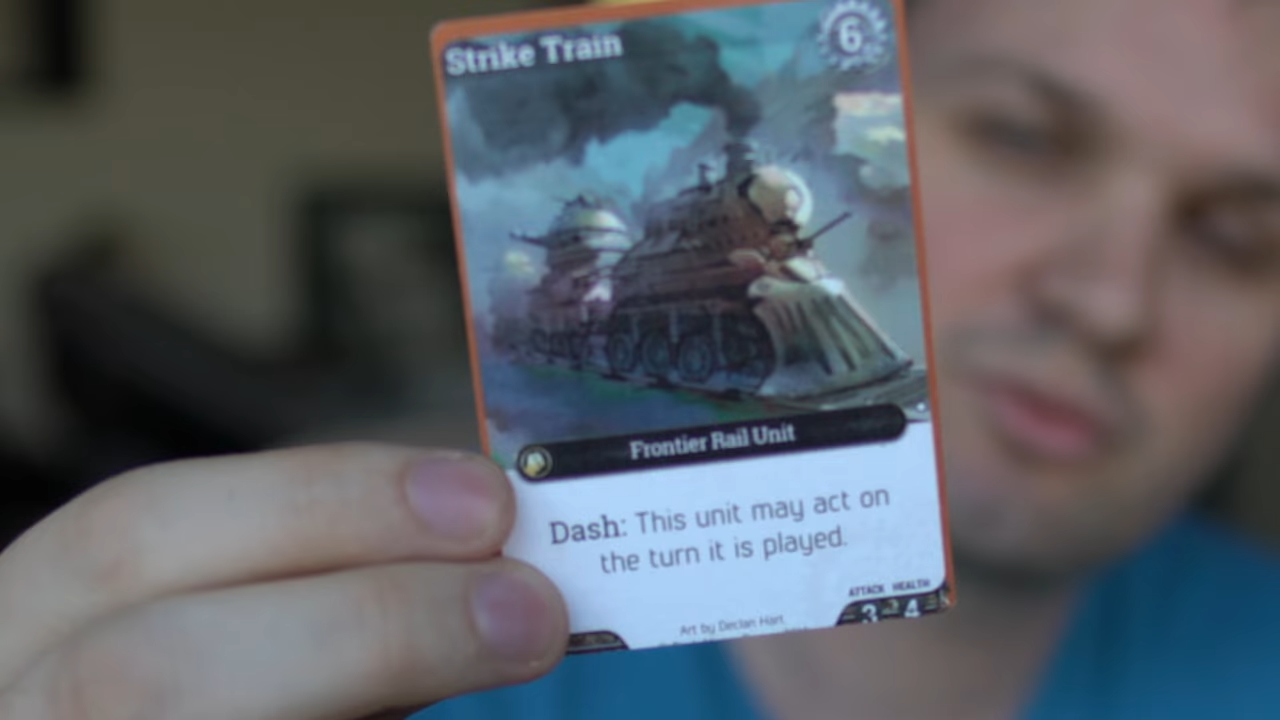 Strike Train
6
Frontier Rail Unit
Dash: This unit may act on
the turn it is played.
ATTACK HEALTH
3 4
Art by Declan Hart.